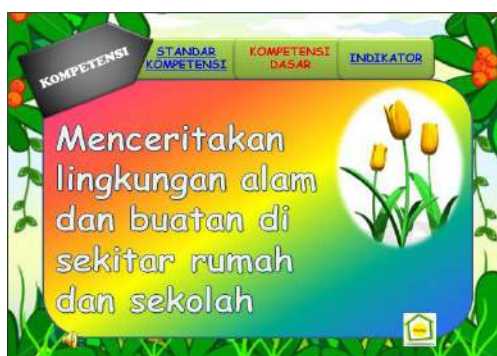 KOMPETENSI
STANDAR
KOMPETENSI
KOMPETENSI
DASAR
INDIKATOR
Menceritakan
lingkungan alam
dan buatan di
sekitar rumah
dan sekolah